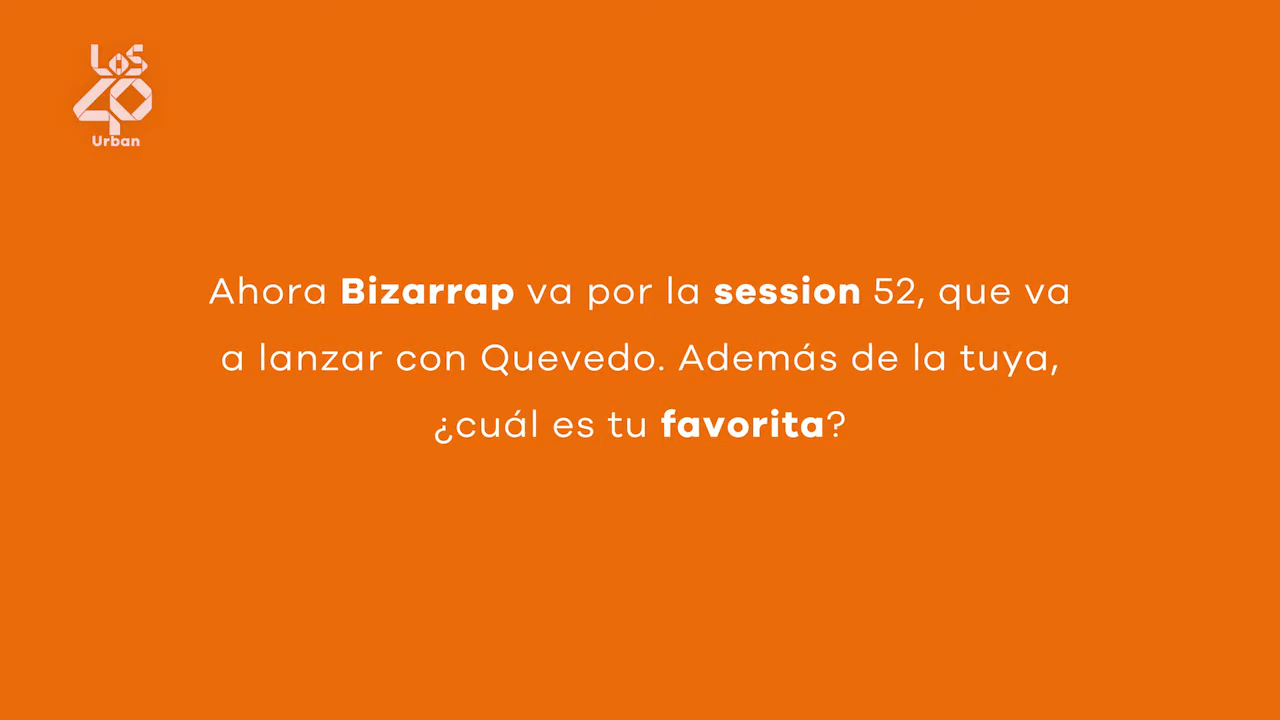 LOS
40
Urban
Ahora Bizarrap va por la session 52, que va
a lanzar con Quevedo. Además de la tuya,
¿cuál es tu favorita?